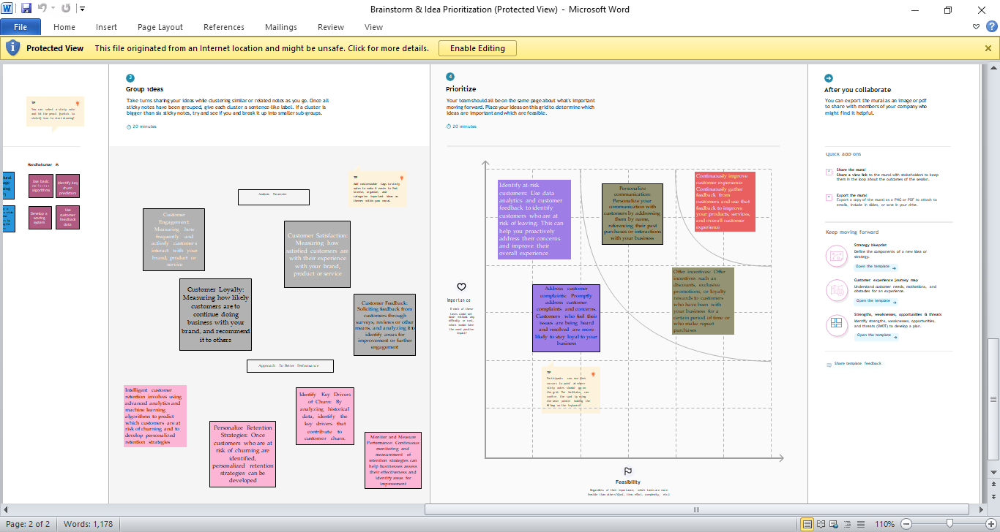 Brainstorm & Idea Prioritization (Protected View) - Microsoft Word
File
Home
Insert
Page Layout
References
Mailings
Review
View
Protected View
This file originated from an Internet location and might be unsafe. Click for more details.
Enable Editing
TIP
You can select a sticky note
and hit the pencil [switch to
sketch] icon to start drawing!
Nandhakumar M
Use basic
algorithms
Identify key
churn
predictors
Develop a
scoring
system
Use
customer
feedback
data
3
Group ideas
Take turns sharing your ideas while clustering similar or related notes as you go. Once all
sticky notes have been grouped, give each cluster a sentence-like label. If a cluster is
bigger than six sticky notes, try and see if you and break it up into smaller sub-groups.
20 minutes
TIP
Add customizable tags to sticky
notes to make it easier to find,
browse, organize, and
categorize important ideas as
themes within your mural.
Analysis Parameter
Customer
Engagement:
Measuring how
frequently and
actively customers
interact with your
brand, product or
service
Customer Satisfaction:
Measuring how
satisfied customers are
with their experience
with your brand,
product or service
Customer Loyalty:
Measuring how likely
customers are to
continue doing
business with your
brand, and recommend
it to others
Customer Feedback:
Soliciting feedback from
customers through
surveys, reviews or other
means, and analyzing it to
identify areas for
improvement or further
engagement
Approach To Better Performance
Intelligent customer
retention involves using
advanced analytics and
machine learning
algorithms to predict
which customers are at
risk of churning and to
develop personalized
retention strategies
Personalize Retention
Strategies: Once
customers who are at
risk of churning are
identified,
personalized retention
strategies can be
developed
Identify Key Drivers
of Churn: By
analyzing historical
data, identify the
key drivers that
contribute to
customer churn.
Monitor and Measure
Performance: Continuous
monitoring and
measurement of
retention strategies can
help businesses assess
their effectiveness and
identify areas for
improvement
4
Prioritize
Your team should all be on the same page about what's important
moving forward. Place your ideas on this grid to determine which
ideas are important and which are feasible.
20 minutes
Identify at-risk
customers: Use data
analytics and customer
feedback to identify
customers who are at
risk of leaving. This can
help you proactively
address their concerns
and improve their
overall experience
Personalize
communication:
Personalize your
communication with
customers by addressing
them by name,
referencing their past
purchases or interactions
with your business
Continuously improve
customer experience:
Continuously gather
feedback from
customers and use that
feedback to improve
your products, services,
and overall customer
experience
Address customer
complaints: Promptly
address customer
complaints and concerns.
Customers who feel their
issues are being heard
and resolved are more
likely to stay loyal to your
business
Offer incentives: Offer
incentives such as
discounts, exclusive
promotions, or loyalty
rewards to customers
who have been with
your business for a
certain period of time or
who make repeat
purchases
Importance
If each of these
tasks could get
done without any
difficulty or cost,
which would have
the most positive
impact?
TIP
Participants can use their
cursors to point at where
sticky notes should go on
the grid. The facilitator can
confirm the spot by using
the laser pointer holding the
H key on the keyboard.
Feasibility
Regardless of their importance, which tasks are more
feasible than others? (Cost, time, effort, complexity, etc.)
After you collaborate
You can export the mural as an image or pdf
to share with members of your company who
might find it helpful.
Quick add-ons
Share the mural
Share a view link to the mural with stakeholders to keep
them in the loop about the outcomes of the session.
Export the mural
Export a copy of the mural as a PNG or PDF to attach to
emails, include in slides, or save in your drive.
Keep moving forward
Strategy blueprint
Define the components of a new idea or
strategy.
Open the template
Customer experience journey map
Understand customer needs, motivations, and
obstacles for an experience.
Open the template
Strengths, weaknesses, opportunities & threats
Identify strengths, weaknesses, opportunities,
and threats (SWOT) to develop a plan.
Open the template
Share template feedback
Page: 2 of 2
Words: 1,178
110%